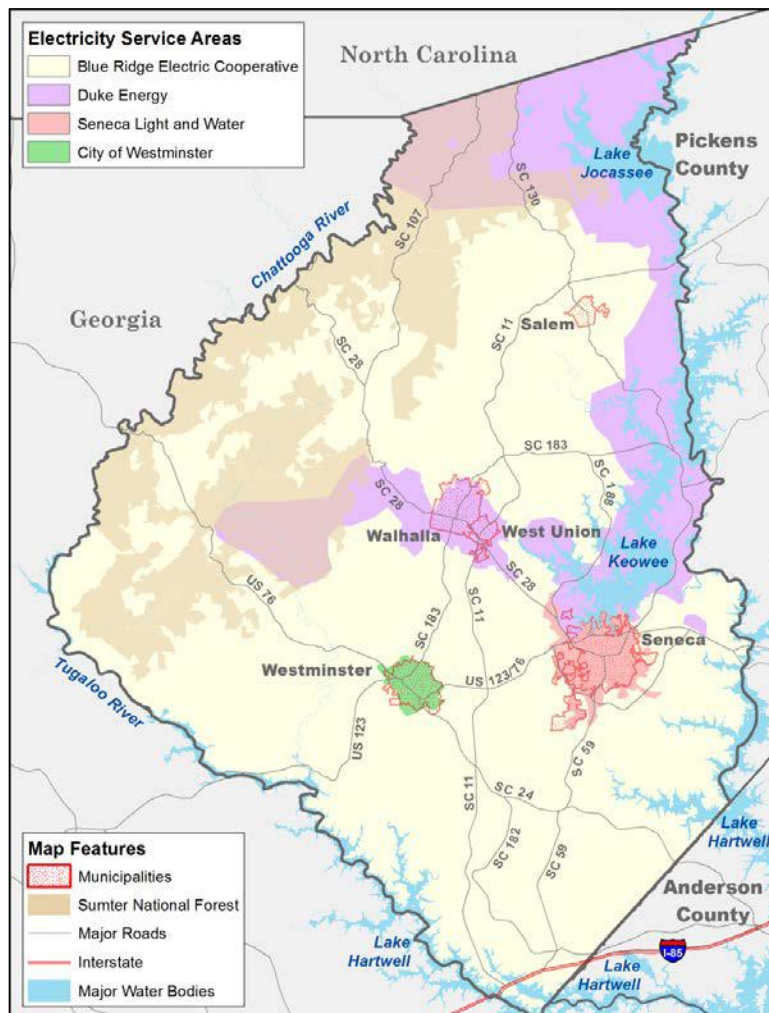 Electricity Service Areas
Blue Ridge Electric Cooperative
Duke Energy
Seneca Light and Water
City of Westminster
North Carolina
Pickens
County
Lake
Jocassee
SC 130
SC 107
Chattooga River
Georgia
Salem
SC 11
SC 28
SC 183
SC 188
SC 28
Walhalla
West Union
Lake
Keowee
SC 28
US 76
SC 183
SC 11
Seneca
Westminster
US 123/76
Tugaloo River
US 123
SC 59
SC 24
SC 11
SC 182
SC 59
Lake
Hartwell
Anderson
County
Lake
Hartwell
I-85
Lake
Hartwell
Map Features
Municipalities
Sumter National Forest
Major Roads
Interstate
Major Water Bodies